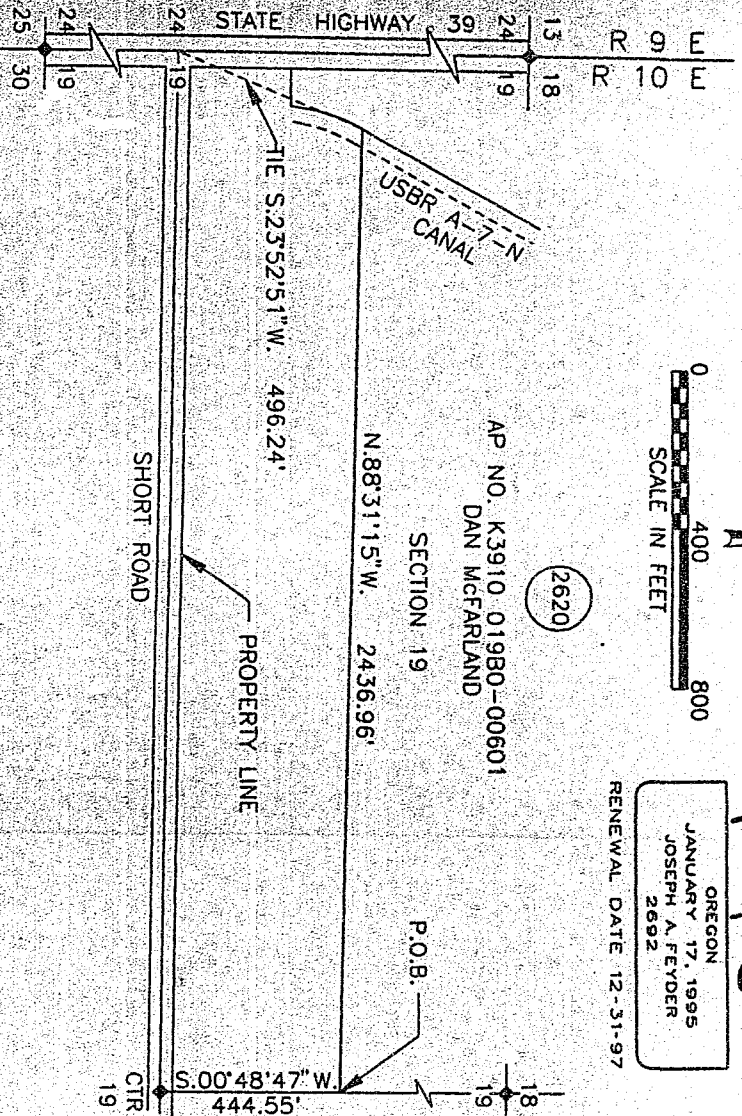 R 9 E
R 10 E
13
18
24
19
STATE HIGHWAY 39
24
19
24
19
25
30
USBR A-7-N
CANAL
TIE S.23°52'51"W. 496.24'
0 400 800
SCALE IN FEET
2620
AP NO. K3910 019B0-00601
DAN McFARLAND
SECTION 19
N.88°31'15"W. 2436.96'
PROPERTY LINE
SHORT ROAD
OREGON
JANUARY 17, 1995
JOSEPH A. FEYDER
2692
RENEWAL DATE 12-31-97
P.O.B.
18
19
S.00°48'47"W.
444.55'
CTR
19